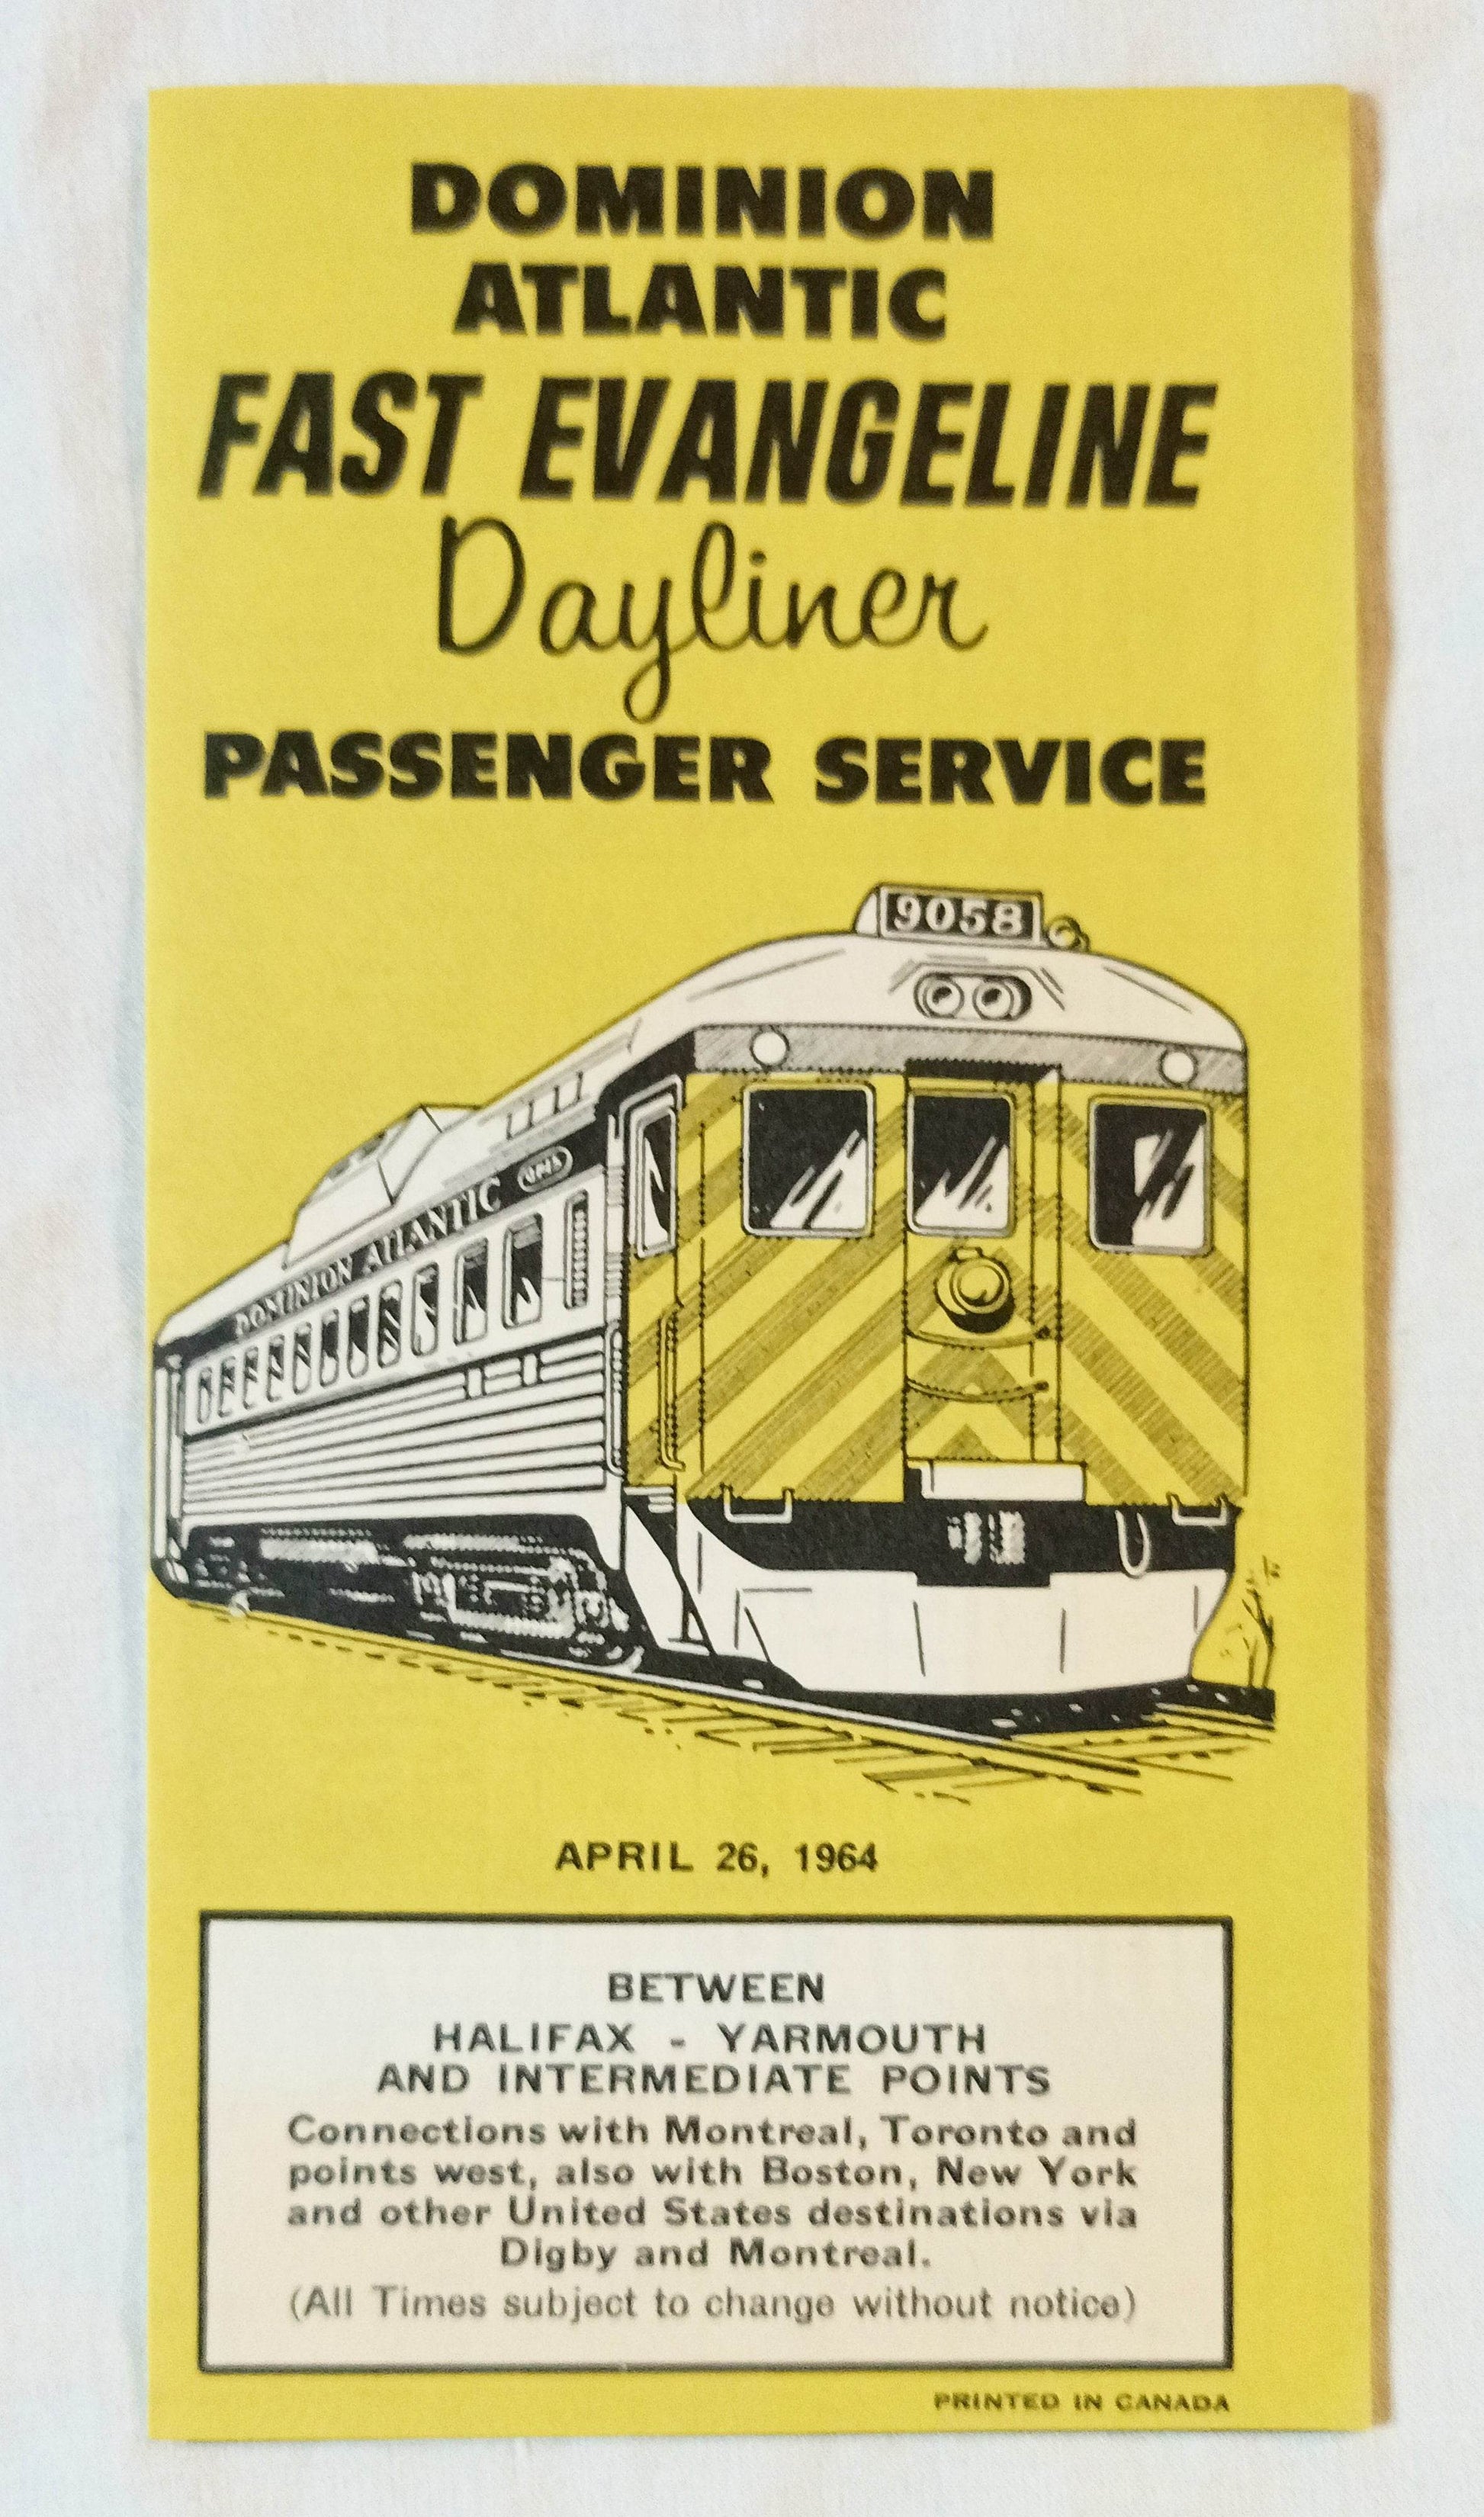 DOMINION
ATLANTIC
FAST EVANGELINE
Dayliner
PASSENGER SERVICE
9058
DOMINION ATLANTIC
APRIL 26, 1964
BETWEEN
HALIFAX - YARMOUTH
AND INTERMEDIATE POINTS
Connections with Montreal, Toronto and
points west, also with Boston, New York
and other United States destinations via
Digby and Montreal.
(All Times subject to change without notice)
PRINTED IN CANADA